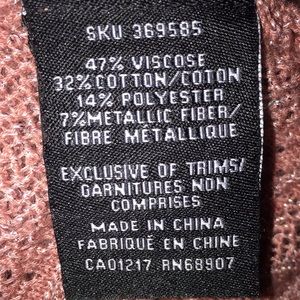 SKU 369585
47% VISCOSE
32% COTTON/COTON
14% POLYESTER
7% METALLIC FIBER/
FIBRE MÉTALLIQUE
EXCLUSIVE OF TRIMS/
GARNITURES NON
COMPRISES
MADE IN CHINA
FABRIQUÉ EN CHINE
CA01217 RN68907